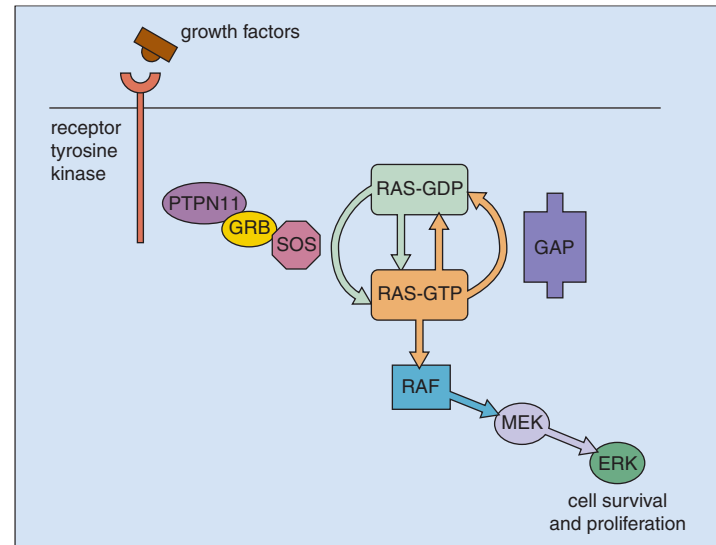 growth factors
receptor
tyrosine
kinase
PTPN11
GRB
SOS
RAS-GDP
GAP
RAS-GTP
RAF
MEK
ERK
cell survival
and proliferation